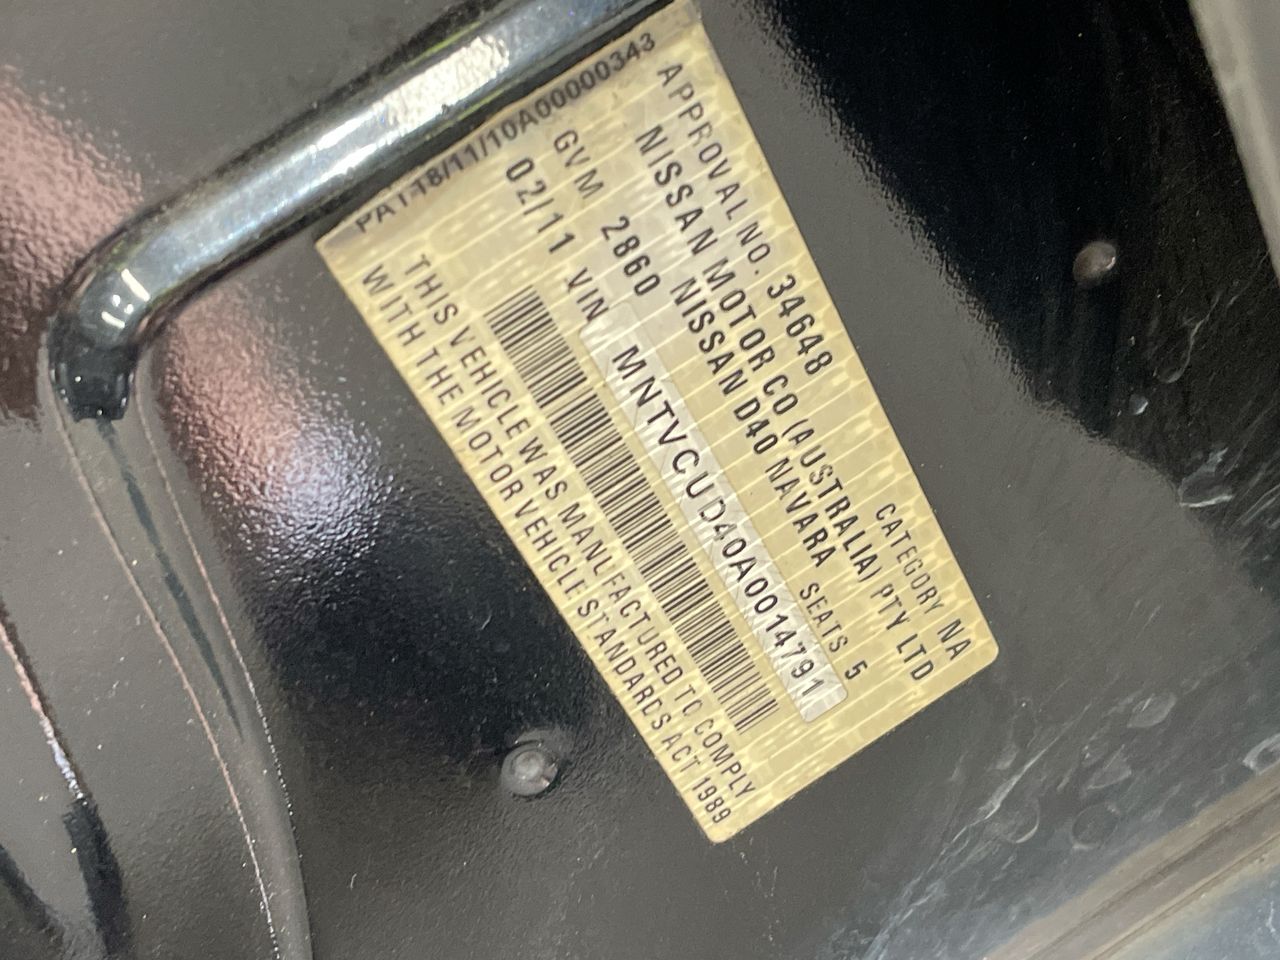 APPROVAL NO. 34648 CATEGORY NA
NISSAN MOTOR CO (AUSTRALIA) PTY LTD
NISSAN D40 NAVARA
GVM 2860 SEATS 5
02/11 VIN MNTVCUD40A0014791
THIS VEHICLE WAS MANUFACTURED TO COMPLY
WITH THE MOTOR VEHICLE STANDARDS ACT 1989
PA118/11/10A00000343